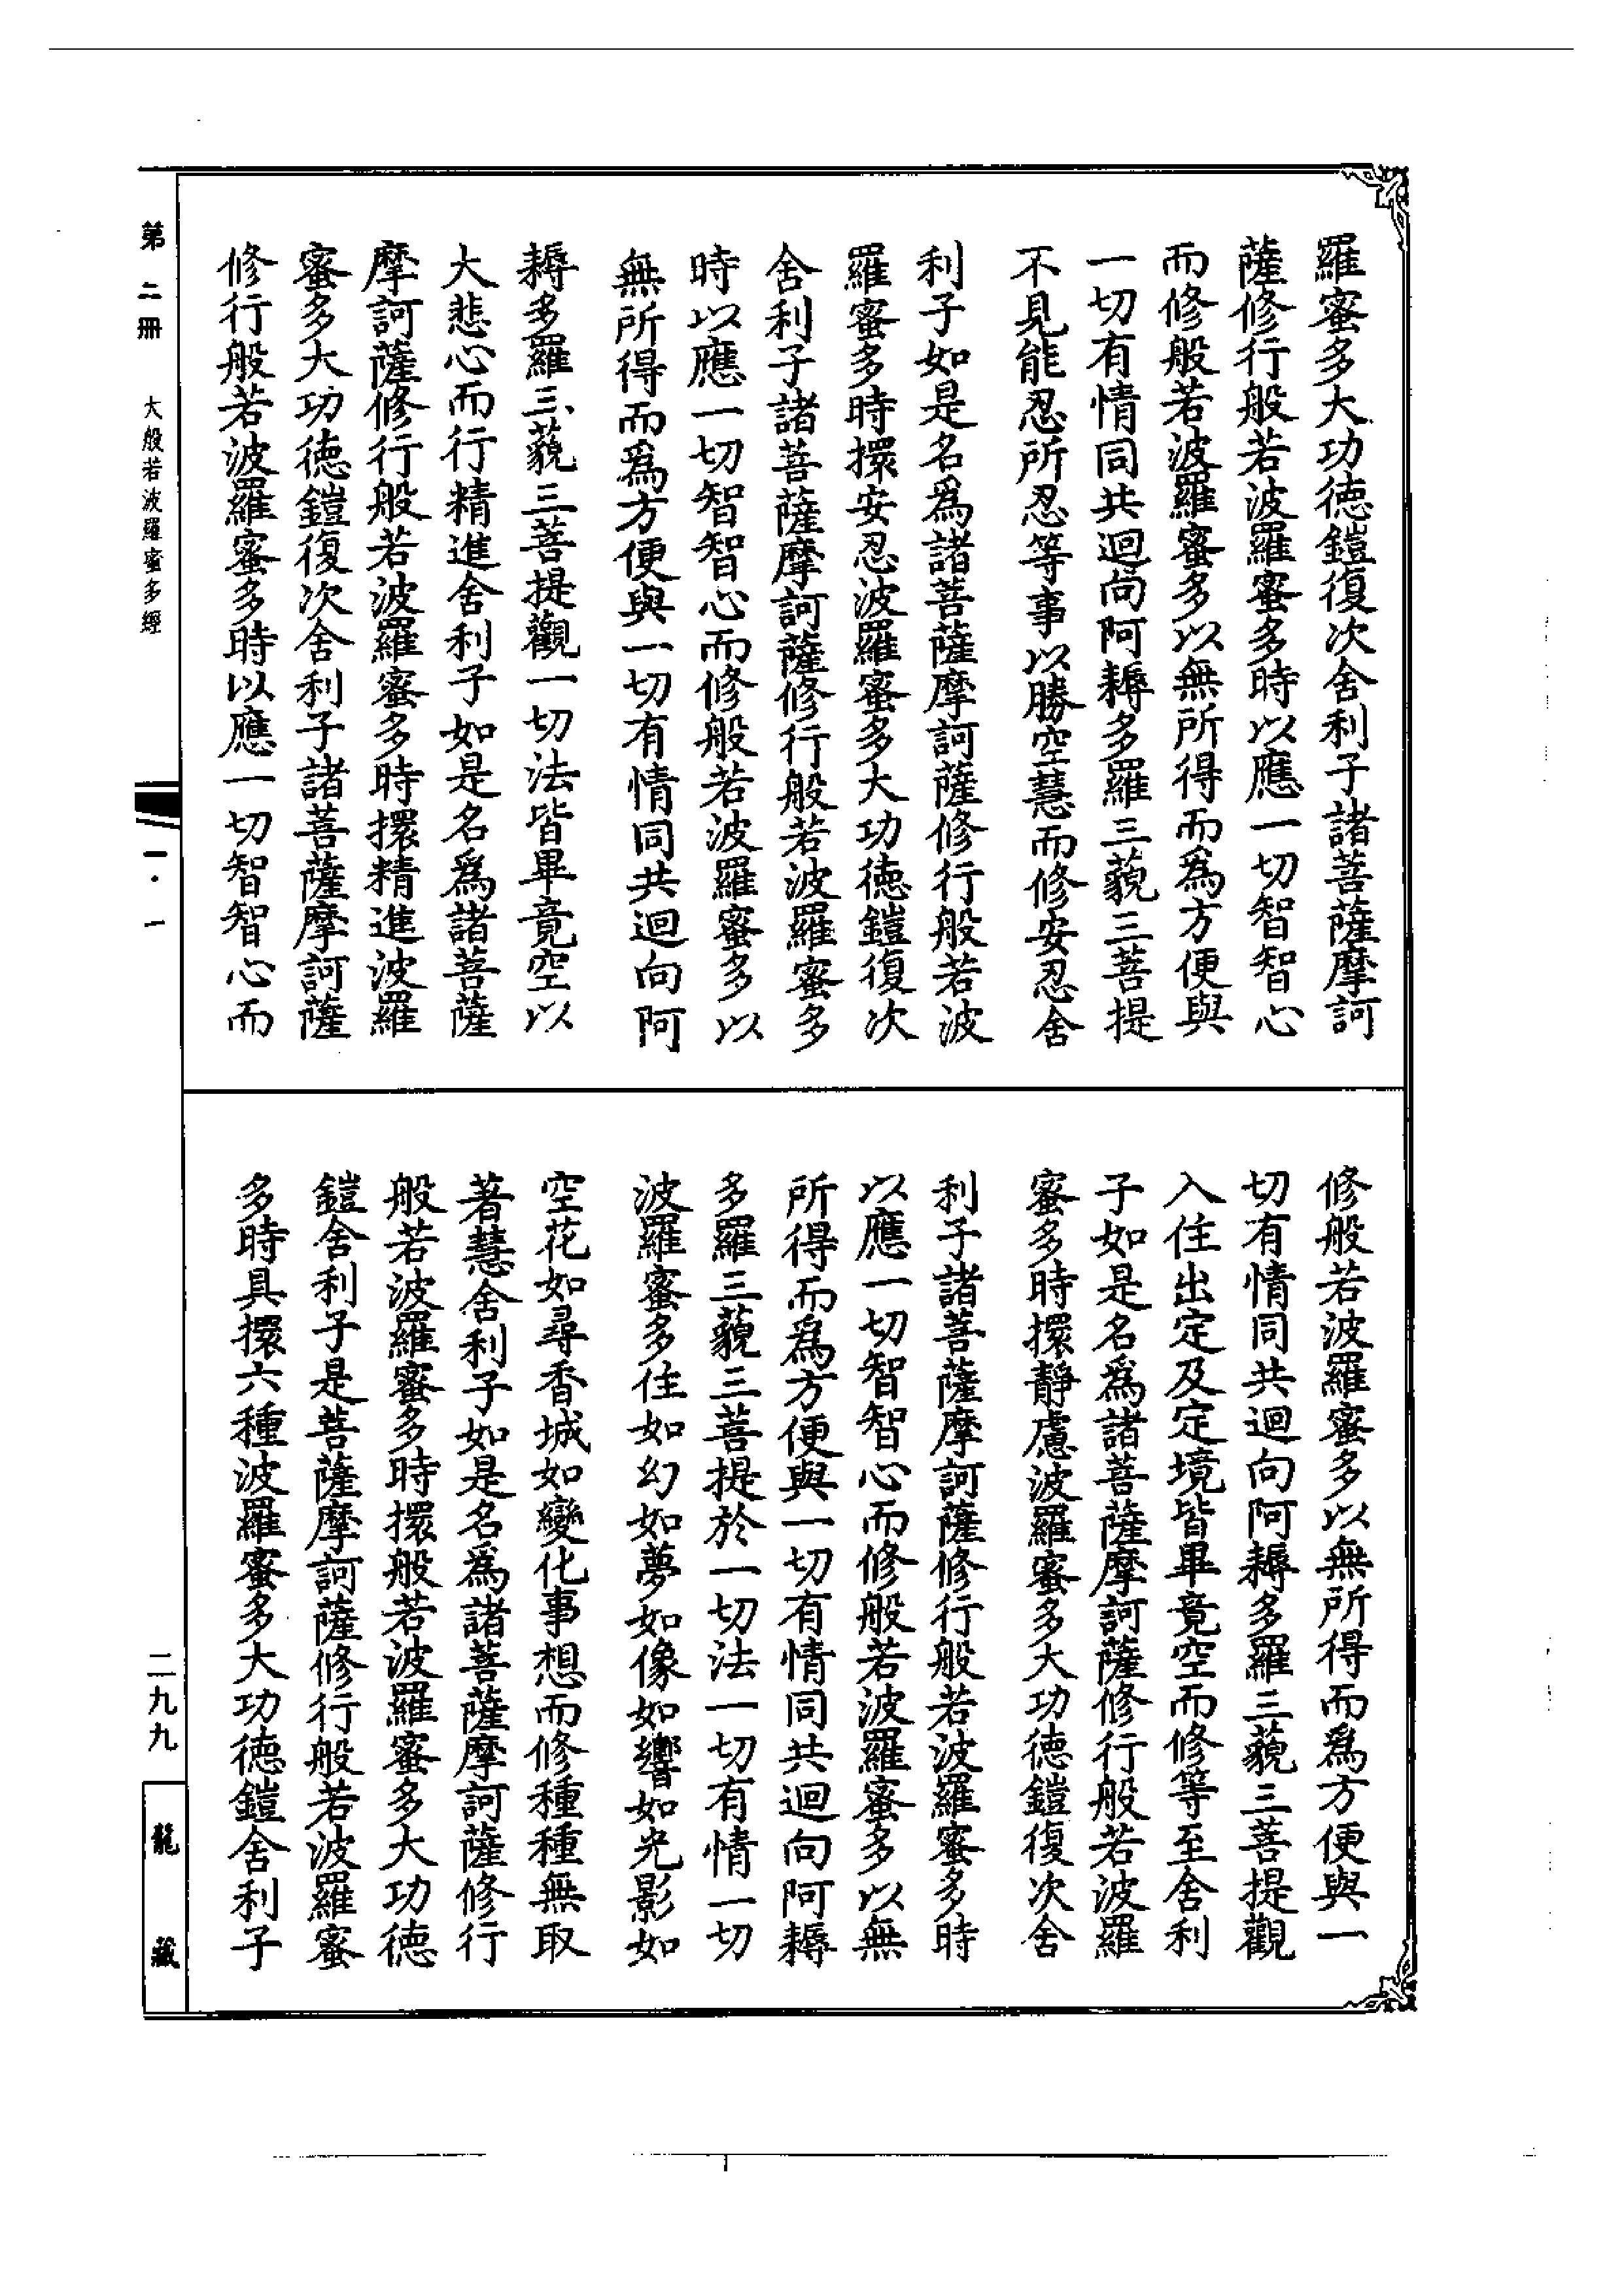 羅蜜多大功德鎧復次舍利子諸菩薩摩訶
薩修行般若波羅蜜多時以應一切智智心
而修般若波羅蜜多以無所得而爲方便與
一切有情同共迴向阿耨多羅三藐三菩提
不見能忍所忍等事以勝空慧而修安忍舍
利子如是名爲諸菩薩摩訶薩修行般若波
羅蜜多時擐安忍波羅蜜多大功德鎧復次
舍利子諸菩薩摩訶薩修行般若波羅蜜多
時以應一切智智心而修般若波羅蜜多以
無所得而爲方便與一切有情同共迴向阿
耨多羅三藐三菩提觀一切法皆畢竟空以
大悲心而行精進舍利子如是名爲諸菩薩
摩訶薩修行般若波羅蜜多時擐精進波羅
蜜多大功德鎧復次舍利子諸菩薩摩訶薩
修行般若波羅蜜多時以應一切智智心而
修般若波羅蜜多以無所得而爲方便與一
切有情同共迴向阿耨多羅三藐三菩提觀
入住出定及定境皆畢竟空而修等至舍利
子如是名爲諸菩薩摩訶薩修行般若波羅
蜜多時擐靜慮波羅蜜多大功德鎧復次舍
利子諸菩薩摩訶薩修行般若波羅蜜多時
以應一切智智心而修般若波羅蜜多以無
所得而爲方便與一切有情同共迴向阿耨
多羅三藐三菩提於一切法一切有情一切
波羅蜜多住如幻如夢如像如響如光影如
空花如尋香城如變化事想而修種種無取
著慧舍利子如是名爲諸菩薩摩訶薩修行
般若波羅蜜多時擐般若波羅蜜多大功德
鎧舍利子是菩薩摩訶薩修行般若波羅蜜
多時具擐六種波羅蜜多大功德鎧舍利子
第二冊 大般若波羅蜜多經 一·一 二九九 龍藏